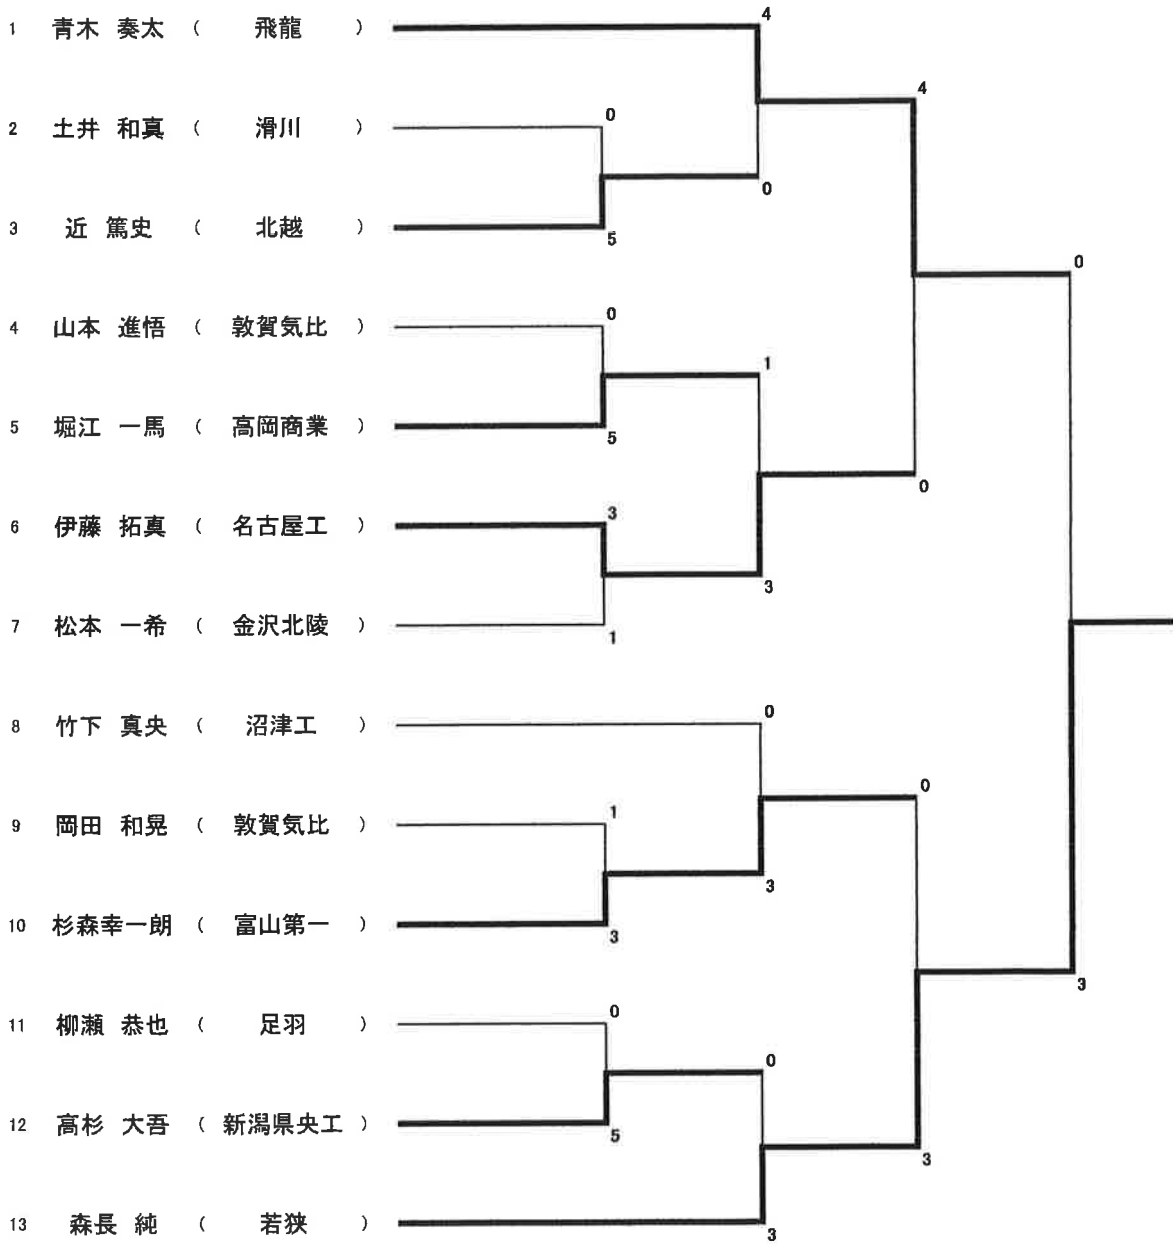 4
1 青木 奏太 ( 飛龍 )
4
0
2 土井 和真 ( 滑川 )
0
3 近 篤史 ( 北越 )
5
0
0
4 山本 進悟 ( 敦賀気比 )
1
5 堀江 一馬 ( 高岡商業 )
5
0
3
6 伊藤 拓真 ( 名古屋工 )
3
7 松本 一希 ( 金沢北陵 )
1
0
8 竹下 真央 ( 沼津工 )
0
1
9 岡田 和晃 ( 敦賀気比 )
3
10 杉森幸一朗 ( 富山第一 )
3
3
0
11 柳瀬 恭也 ( 足羽 )
0
12 高杉 大吾 ( 新潟県央工 )
5
3
13 森長 純 ( 若狭 )
3